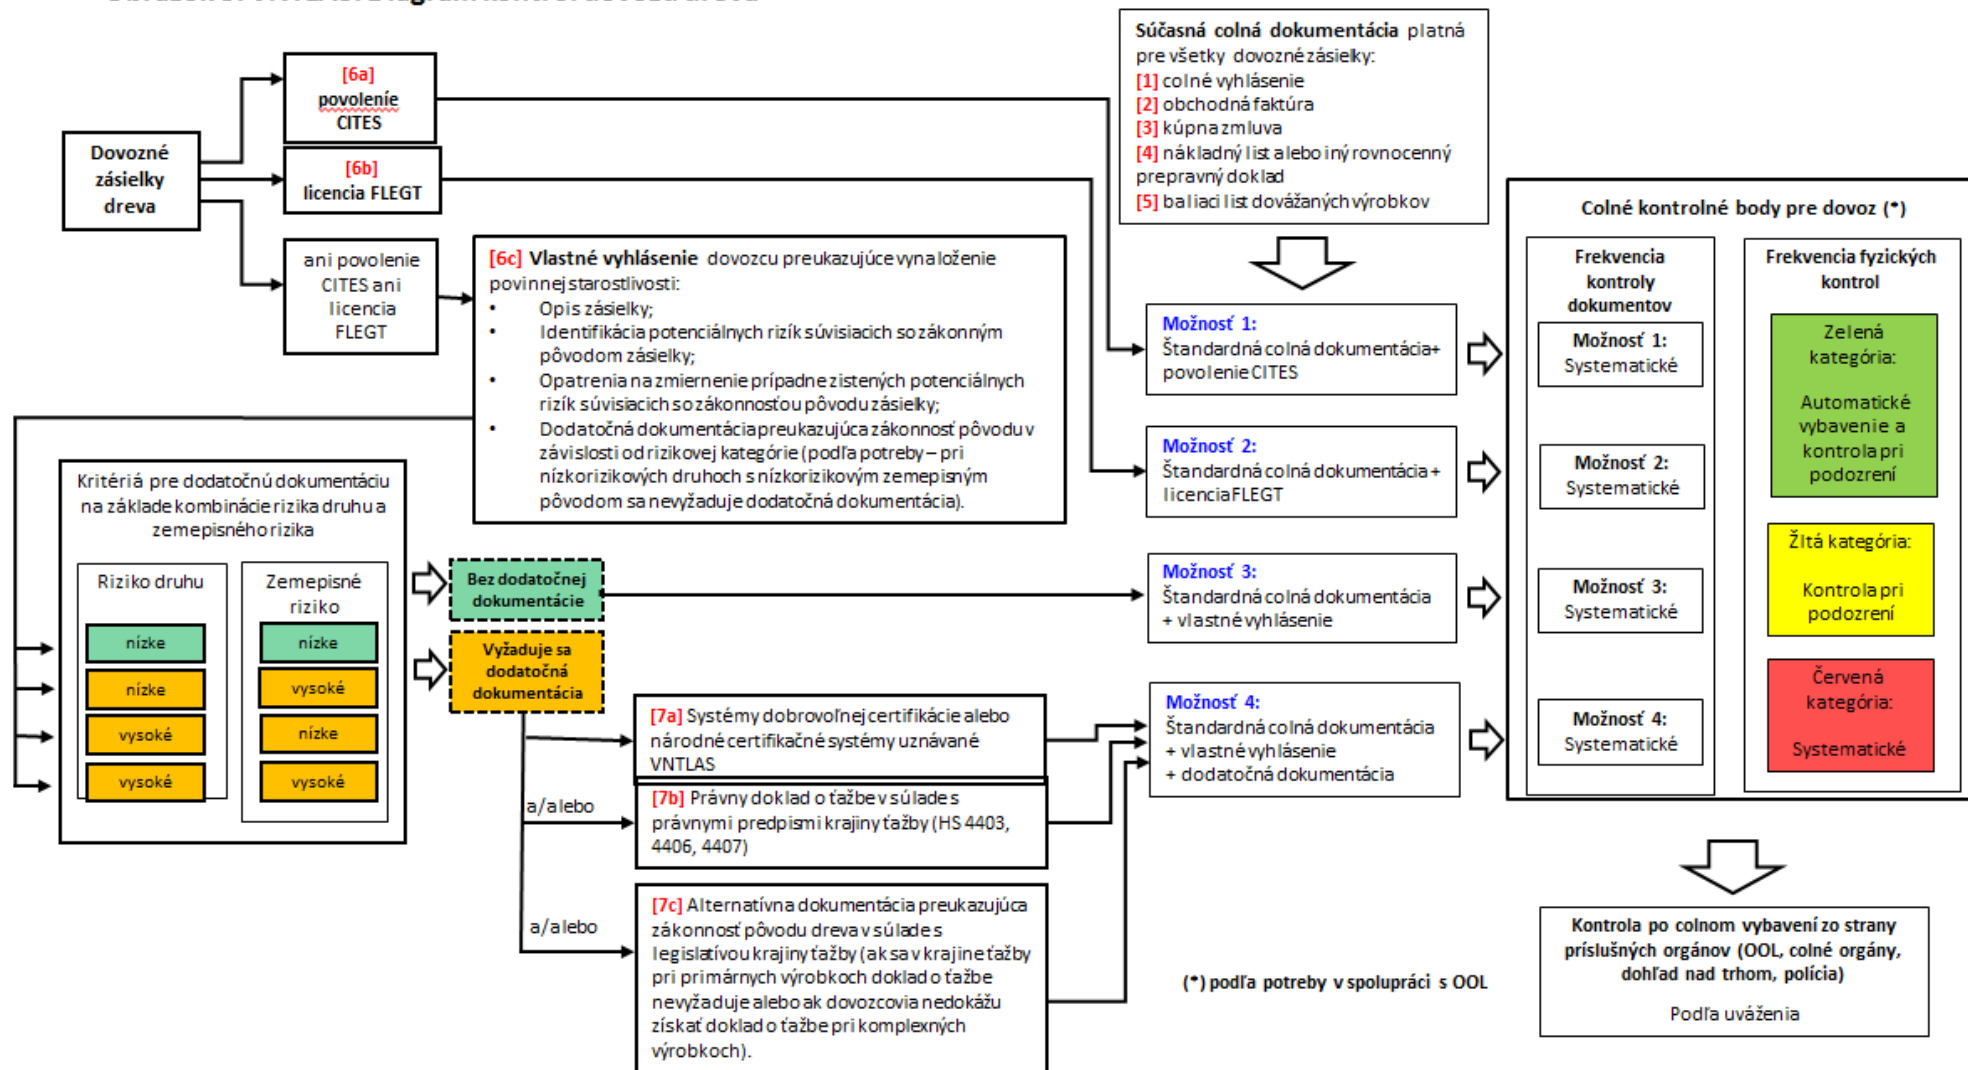 [6a]
povolenie
CITES
Dovozné
zásielky
dreva
[6b]
licencia FLEGT
ani povolenie
CITES ani
licencia
FLEGT
[6c] Vlastné vyhlásenie dovozcu preukazujúce vynaloženie
povinnej starostlivosti:
• Opis zásielky;
• Identifikácia potenciálnych rizík súvisiacich so zákonným
pôvodom zásielky;
• Opatrenia na zmiernenie prípadne zistených potenciálnych
rizík súvisiacich so zákonnosťou pôvodu zásielky;
• Dodatočná dokumentácia preukazujúca zákonnosť pôvodu v
závislosti od rizikovej kategórie (podľa potreby – pri
nízkorizikových druhoch s nízkorizikovým zemepisným
pôvodom sa nevyžaduje dodatočná dokumentácia).
Súčasná colná dokumentácia platná
pre všetky dovozné zásielky:
[1] colné vyhlásenie
[2] obchodná faktúra
[3] kúpna zmluva
[4] nákladný list alebo iný rovnocenný
prepravný doklad
[5] baliaci list dovážaných výrobkov
Kritériá pre dodatočnú dokumentáciu
na základe kombinácie rizika druhu a
zemepisného rizika
Riziko druhu
nízke
nízke
vysoké
vysoké
Zemepisné
riziko
nízke
vysoké
nízke
vysoké
Bez dodatočnej
dokumentácie
Vyžaduje sa
dodatočná
dokumentácia
a/alebo
a/alebo
[7a] Systémy dobrovoľnej certifikácie alebo
národné certifikačné systémy uznávané
VNTLAS
[7b] Právny doklad o ťažbe v súlade s
právnymi predpismi krajiny ťažby (HS 4403,
4406, 4407)
[7c] Alternatívna dokumentácia preukazujúca
zákonnosť pôvodu dreva v súlade s
legislatívou krajiny ťažby (ak sa v krajine ťažby
pri primárnych výrobkoch doklad o ťažbe
nevyžaduje alebo ak dovozcovia nedokážu
získať doklad o ťažbe pri komplexných
výrobkoch).
Možnosť 1:
Štandardná colná dokumentácia+
povolenie CITES
Možnosť 2:
Štandardná colná dokumentácia +
licencia FLEGT
Možnosť 3:
Štandardná colná dokumentácia
+ vlastné vyhlásenie
Možnosť 4:
Štandardná colná dokumentácia
+ vlastné vyhlásenie
+ dodatočná dokumentácia
Colné kontrolné body pre dovoz (*)
Frekvencia
kontroly
dokumentov
Možnosť 1:
Systematické
Možnosť 2:
Systematické
Možnosť 3:
Systematické
Možnosť 4:
Systematické
Frekvencia fyzických
kontrol
Zelená
kategória:
Automatické
vybavenie a
kontrola pri
podozrení
Žltá kategória:
Kontrola pri
podozrení
Červená
kategória:
Systematické
(*) podľa potreby v spolupráci s OOL
Kontrola po colnom vybavení zo strany
príslušných orgánov (OOL, colné orgány,
dohľad nad trhom, polícia)
Podľa uváženia